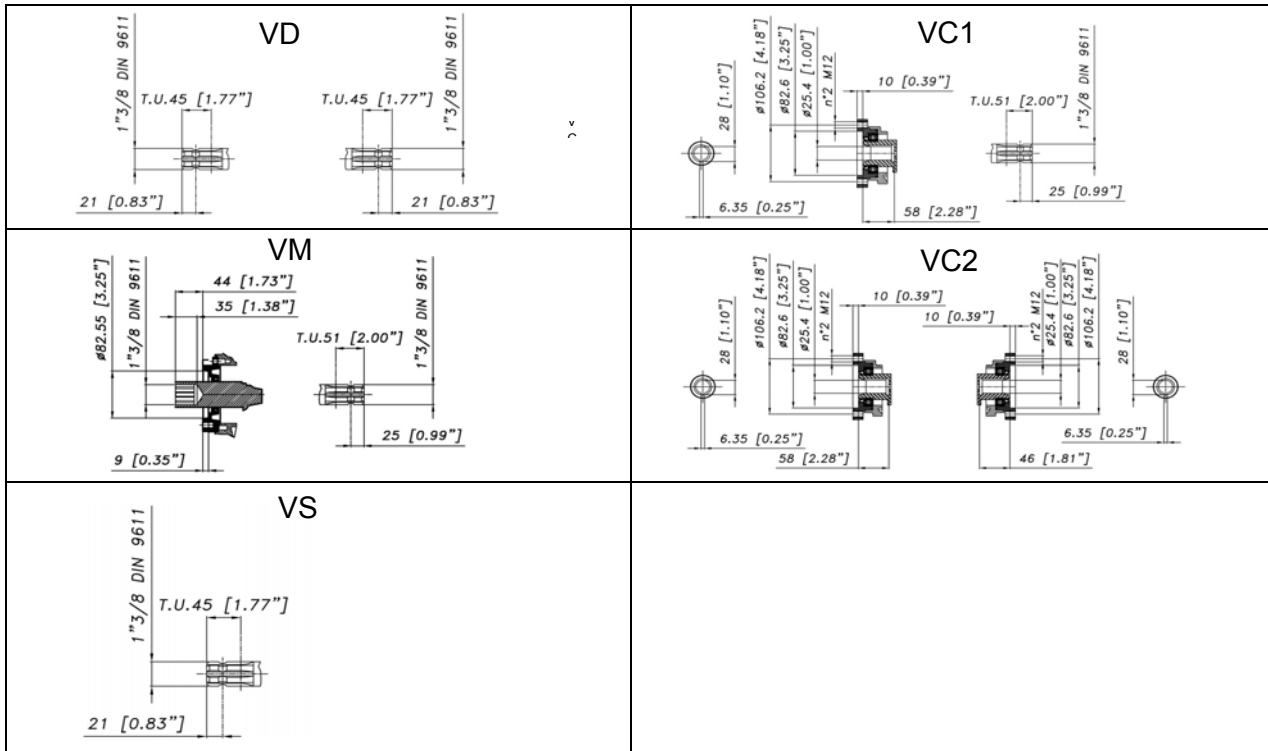 VD
1"3/8 DIN 9611
T.U.45 [1.77"]
T.U.45 [1.77"]
1"3/8 DIN 9611
21 [0.83"]
21 [0.83"]
VC1
28 [1.10"]
ø106.2 [4.18"]
ø82.6 [3.25"]
ø25.4 [1.00"]
n°2 M12
10 [0.39"]
T.U.51 [2.00"]
1"3/8 DIN 9611
6.35 [0.25"]
58 [2.28"]
25 [0.99"]
VM
ø82.55 [3.25"]
1"3/8 DIN 9611
44 [1.73"]
35 [1.38"]
T.U.51 [2.00"]
1"3/8 DIN 9611
9 [0.35"]
25 [0.99"]
VC2
28 [1.10"]
ø106.2 [4.18"]
ø82.6 [3.25"]
ø25.4 [1.00"]
n°2 M12
10 [0.39"]
10 [0.39"]
n°2 M12
ø25.4 [1.00"]
ø82.6 [3.25"]
ø106.2 [4.18"]
28 [1.10"]
6.35 [0.25"]
58 [2.28"]
46 [1.81"]
6.35 [0.25"]
VS
1"3/8 DIN 9611
T.U.45 [1.77"]
21 [0.83"]